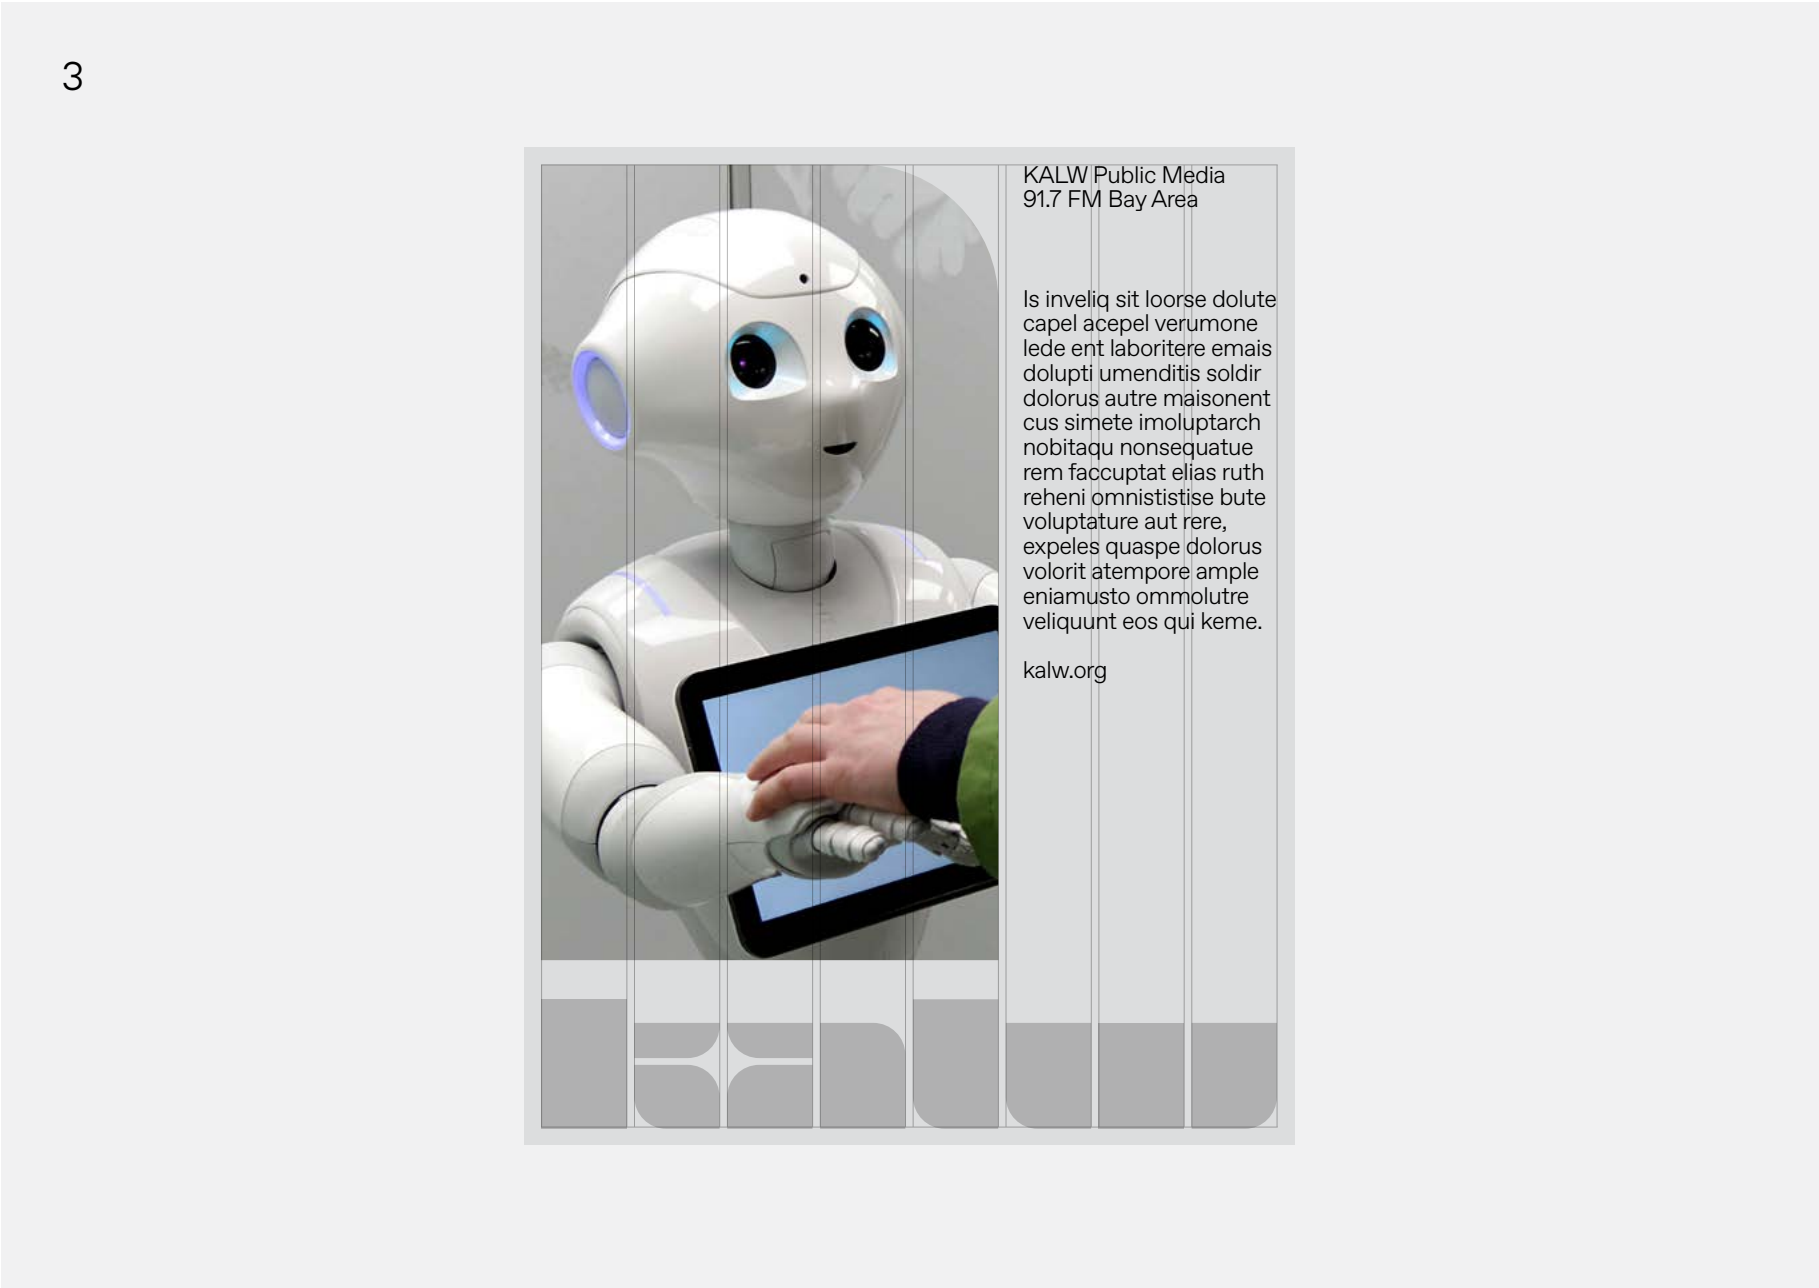 3
KALW Public Media
91.7 FM Bay Area
Is inveliq sit loorse dolute
capel acepel verumone
lede ent laboritere emais
dolupti umenditis soldir
dolorus autre maisonent
cus simete imoluptarch
nobitaqu nonsequatue
rem faccuptat elias ruth
reheni omnististise bute
voluptature aut rere,
expeles quaspe dolorus
volorit atempore ample
eniamusto ommolutre
veliquunt eos qui keme.
kalw.org